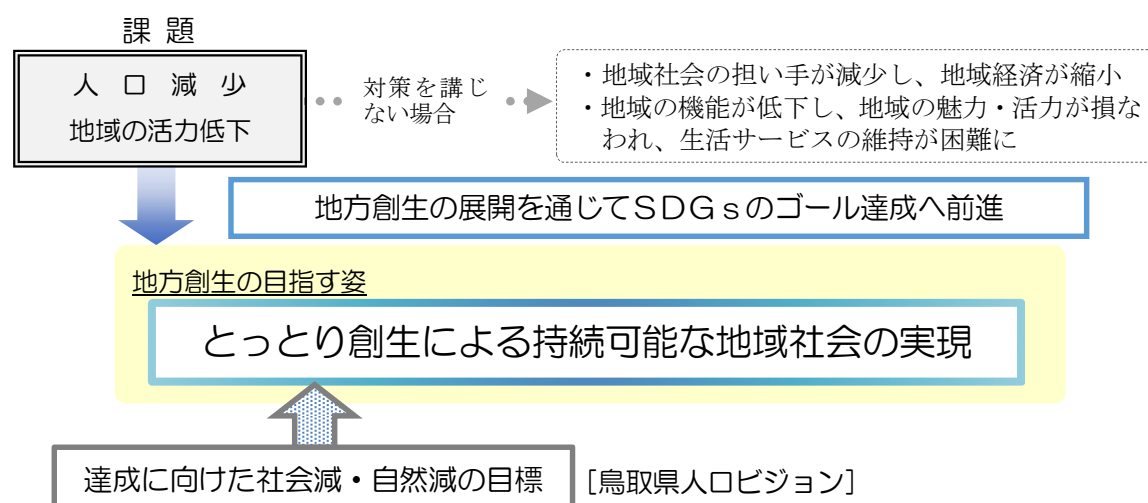 課 題
人 口 減 少
地域の活力低下
対策を講じ
ない場合
・地域社会の担い手が減少し、地域経済が縮小
・地域の機能が低下し、地域の魅力・活力が損な
われ、生活サービスの維持が困難に
地方創生の展開を通じてＳＤＧｓのゴール達成へ前進
地方創生の目指す姿
とっとり創生による持続可能な地域社会の実現
達成に向けた社会減・自然減の目標
［鳥取県人口ビジョン］